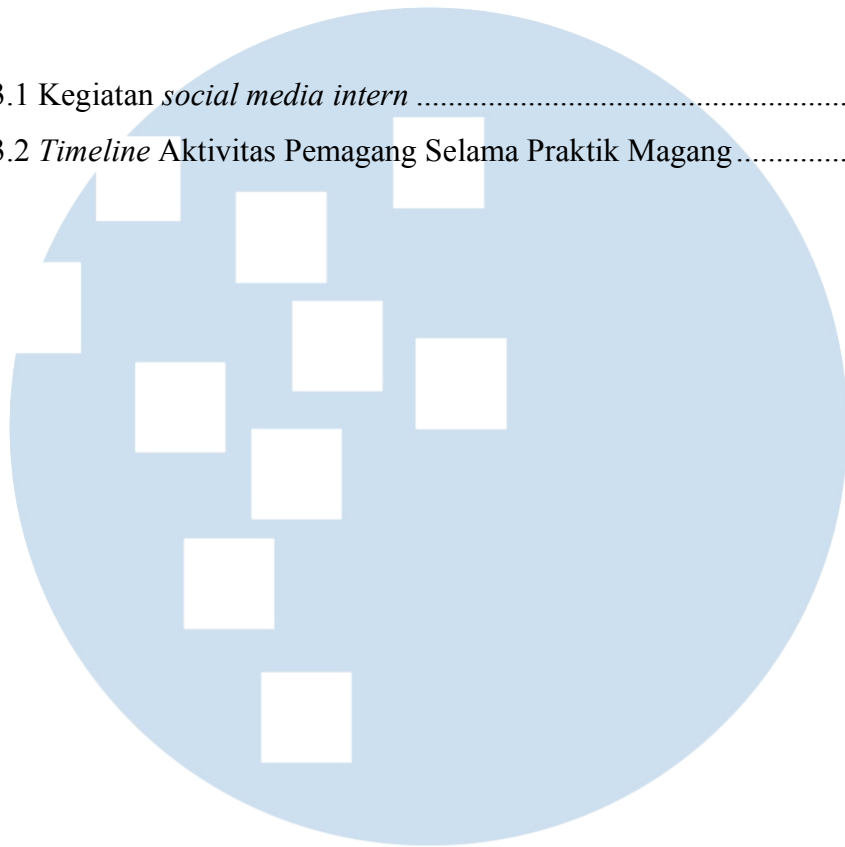 3.1 Kegiatan social media intern ......................................................
3.2 Timeline Aktivitas Pemagang Selama Praktik Magang ..............